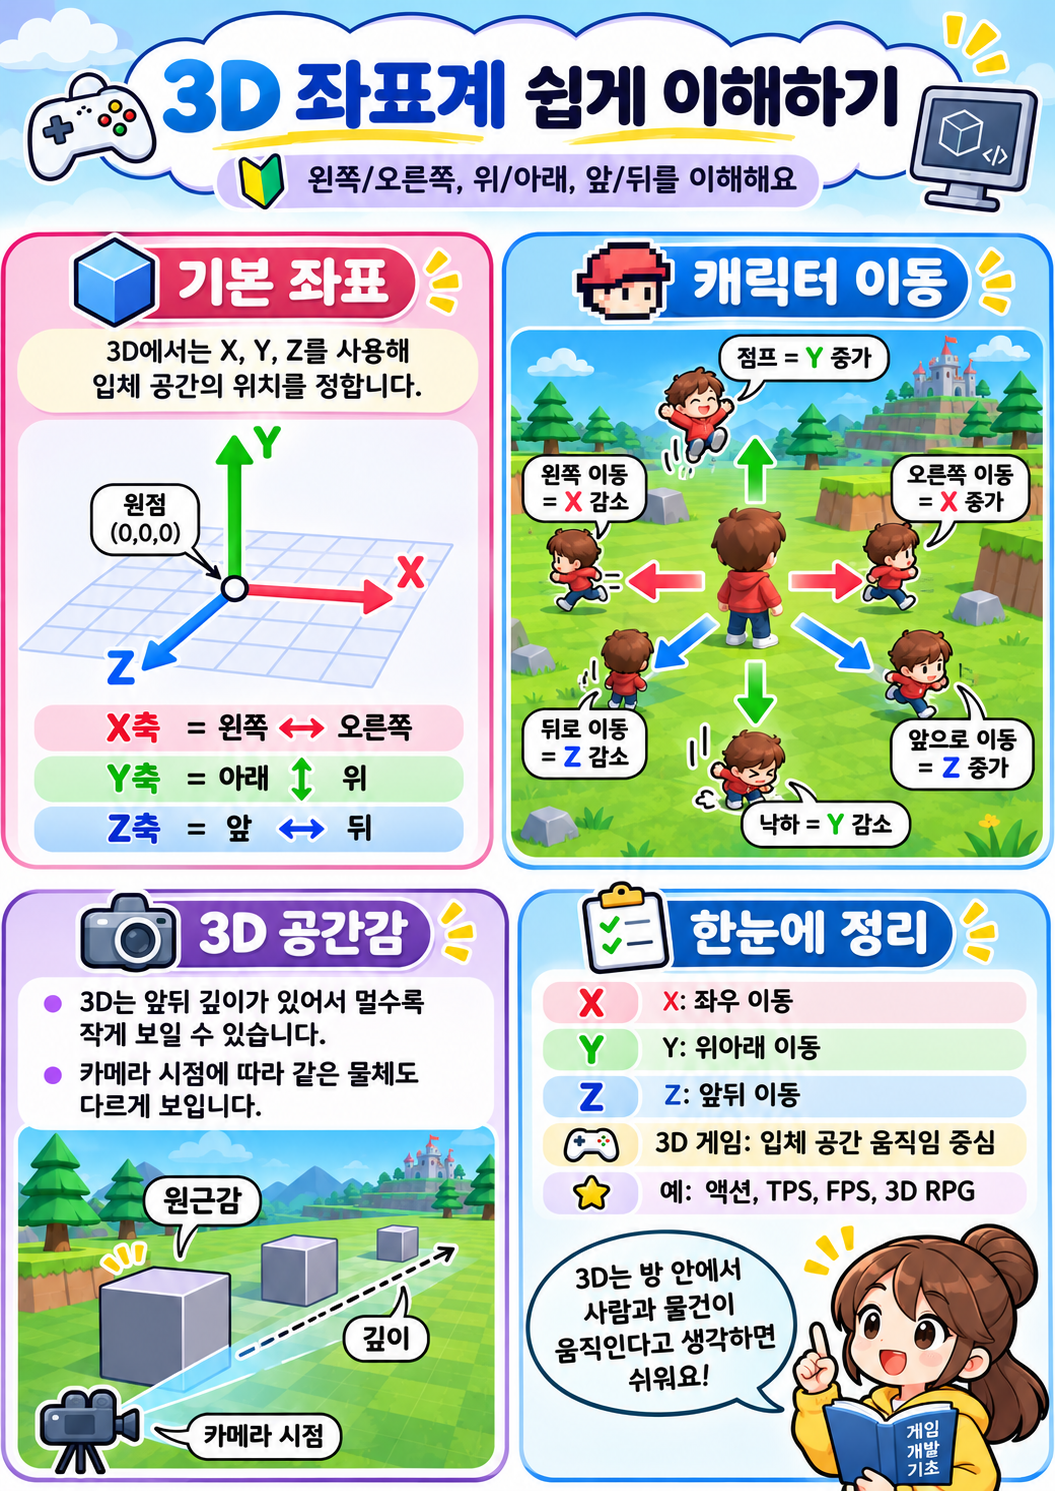 3D 좌표계 쉽게 이해하기
왼쪽/오른쪽, 위/아래, 앞/뒤를 이해해요
기본 좌표
3D에서는 X, Y, Z를 사용해
입체 공간의 위치를 정합니다.
Y
원점
(0,0,0)
X
Z
X축 = 왼쪽 ↔ 오른쪽
Y축 = 아래 ↕ 위
Z축 = 앞 ↔ 뒤
캐릭터 이동
점프 = Y 증가
왼쪽 이동
= X 감소
오른쪽 이동
= X 증가
뒤로 이동
= Z 감소
앞으로 이동
= Z 증가
낙하 = Y 감소
3D 공간감
3D는 앞뒤 깊이가 있어서 멀수록
작게 보일 수 있습니다.
카메라 시점에 따라 같은 물체도
다르게 보입니다.
원근감
깊이
카메라 시점
한눈에 정리
X X: 좌우 이동
Y Y: 위아래 이동
Z Z: 앞뒤 이동
3D 게임: 입체 공간 움직임 중심
예: 액션, TPS, FPS, 3D RPG
3D는 방 안에서
사람과 물건이
움직인다고 생각하면
쉬워요!
게임
개발
기초